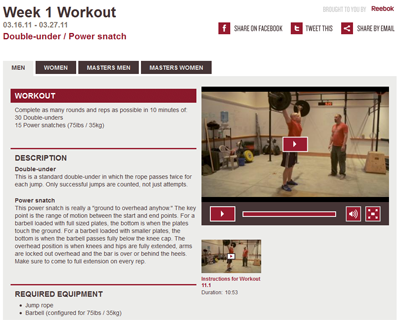 Week 1 Workout
03.16.11 - 03.27.11
Double-under / Power snatch
BROUGHT TO YOU BY Reebok
SHARE ON FACEBOOK
TWEET THIS
SHARE BY EMAIL
MEN
WOMEN
MASTERS MEN
MASTERS WOMEN
WORKOUT
Complete as many rounds and reps as possible in 10 minutes of:
30 Double-unders
15 Power snatches (75lbs / 35kg)
DESCRIPTION
Double-under
This is a standard double-under in which the rope passes twice for
each jump. Only successful jumps are counted, not just attempts.
Power snatch
This power snatch is really a "ground to overhead anyhow." The key
point is the range of motion between the start and end points. For a
barbell loaded with full sized plates, the bottom is when the plates
touch the ground. For a barbell loaded with smaller plates, the
bottom is when the barbell passes fully below the knee cap. The
overhead position is when knees and hips are fully extended, arms
are locked out overhead and the bar is over or behind the heels.
Make sure to come to full extension on every rep.
REQUIRED EQUIPMENT
Jump rope
Barbell (configured for 75lbs / 35kg)
Instructions for Workout
11.1
Duration: 10:53